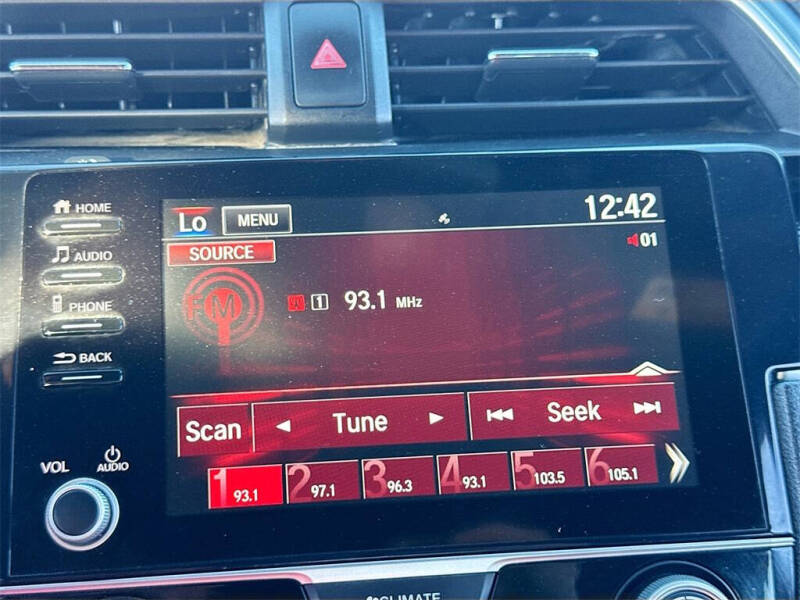 HOME
AUDIO
PHONE
BACK
VOL
AUDIO
Lo MENU 12:42
SOURCE 01
FM 1 93.1 MHz
Scan Tune Seek
1 93.1 2 97.1 3 96.3 4 93.1 5 103.5 6 105.1
CLIMATE